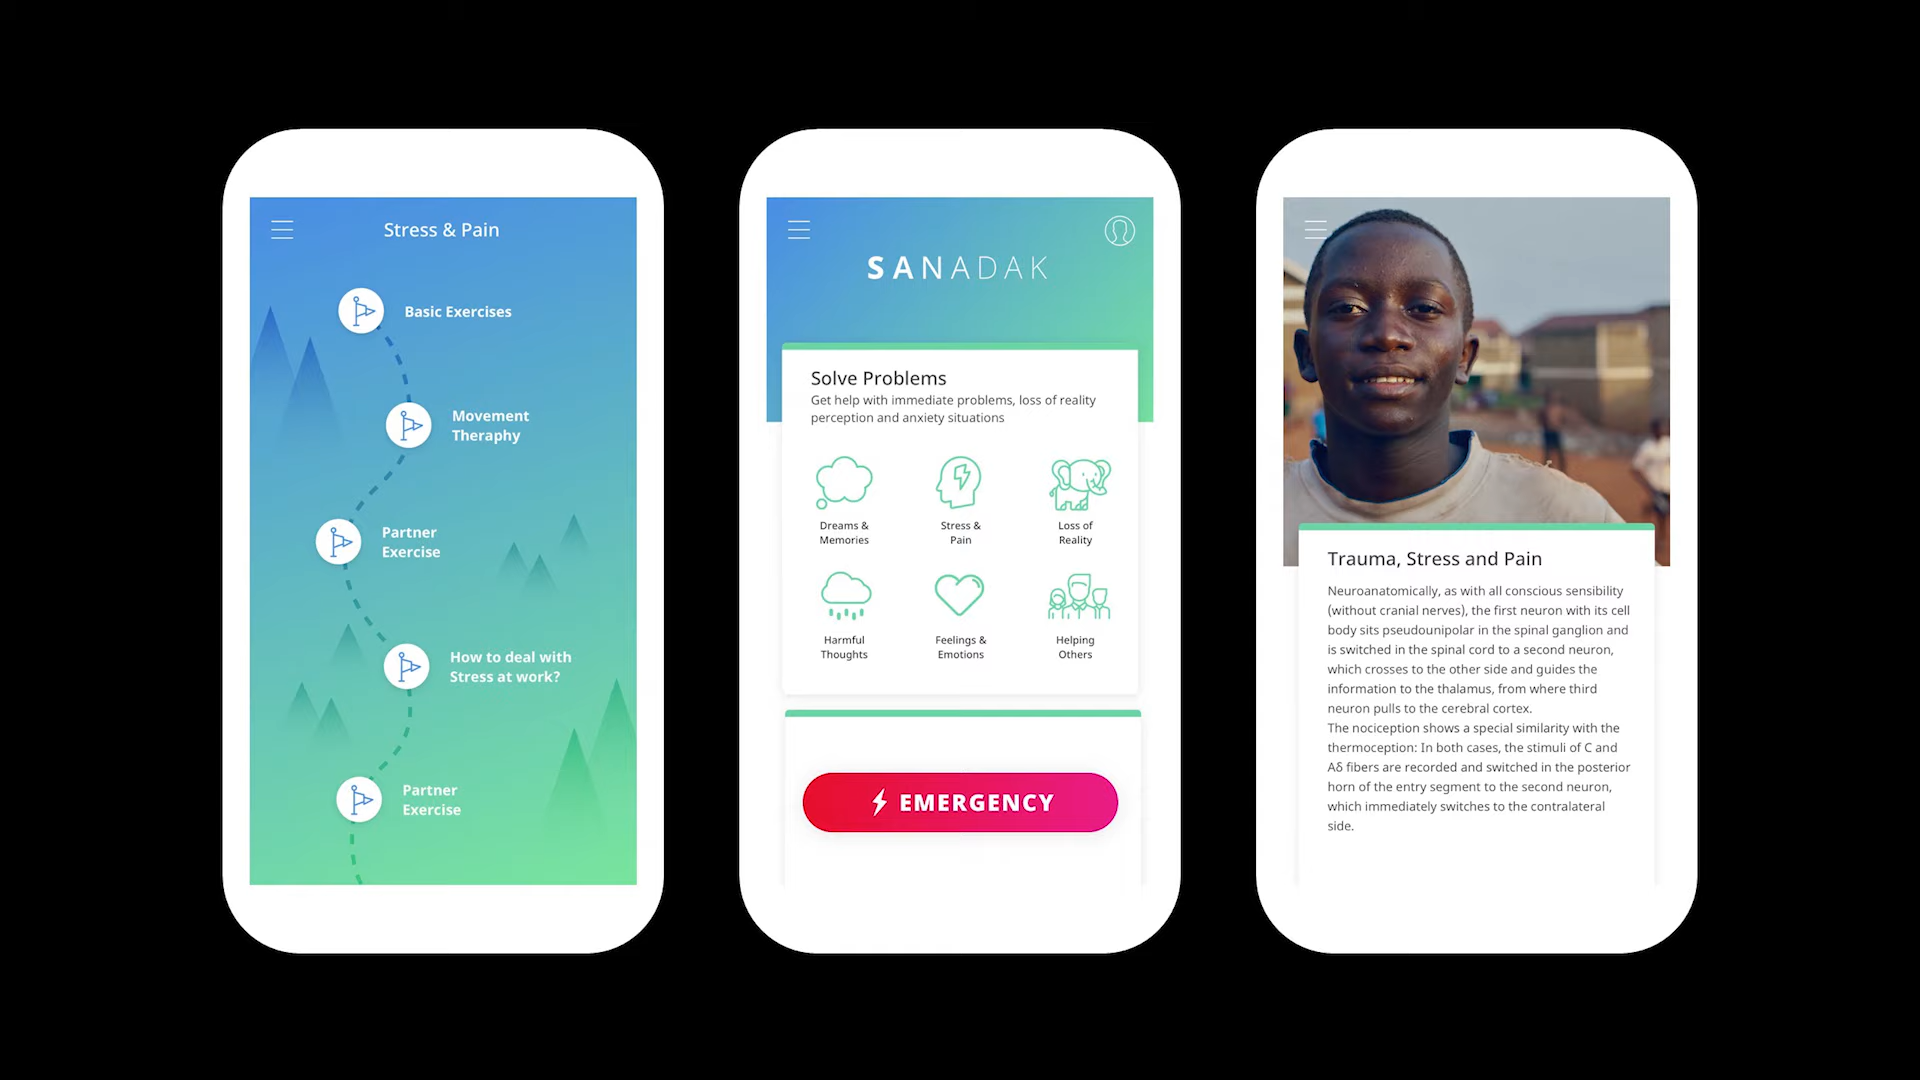 Stress & Pain
Basic Exercises
Movement
Theraphy
Partner
Exercise
How to deal with
Stress at work?
Partner
Exercise
SANADAK
Solve Problems
Get help with immediate problems, loss of reality
perception and anxiety situations
Dreams &
Memories
Stress &
Pain
Loss of
Reality
Harmful
Thoughts
Feelings &
Emotions
Helping
Others
EMERGENCY
Trauma, Stress and Pain
Neuroanatomically, as with all conscious sensibility
(without cranial nerves), the first neuron with its cell
body sits pseudounipolar in the spinal ganglion and
is switched in the spinal cord to a second neuron,
which crosses to the other side and guides the
information to the thalamus, from where third
neuron pulls to the cerebral cortex.
The nociception shows a special similarity with the
thermoception: In both cases, the stimuli of C and
Aδ fibers are recorded and switched in the posterior
horn of the entry segment to the second neuron,
which immediately switches to the contralateral
side.